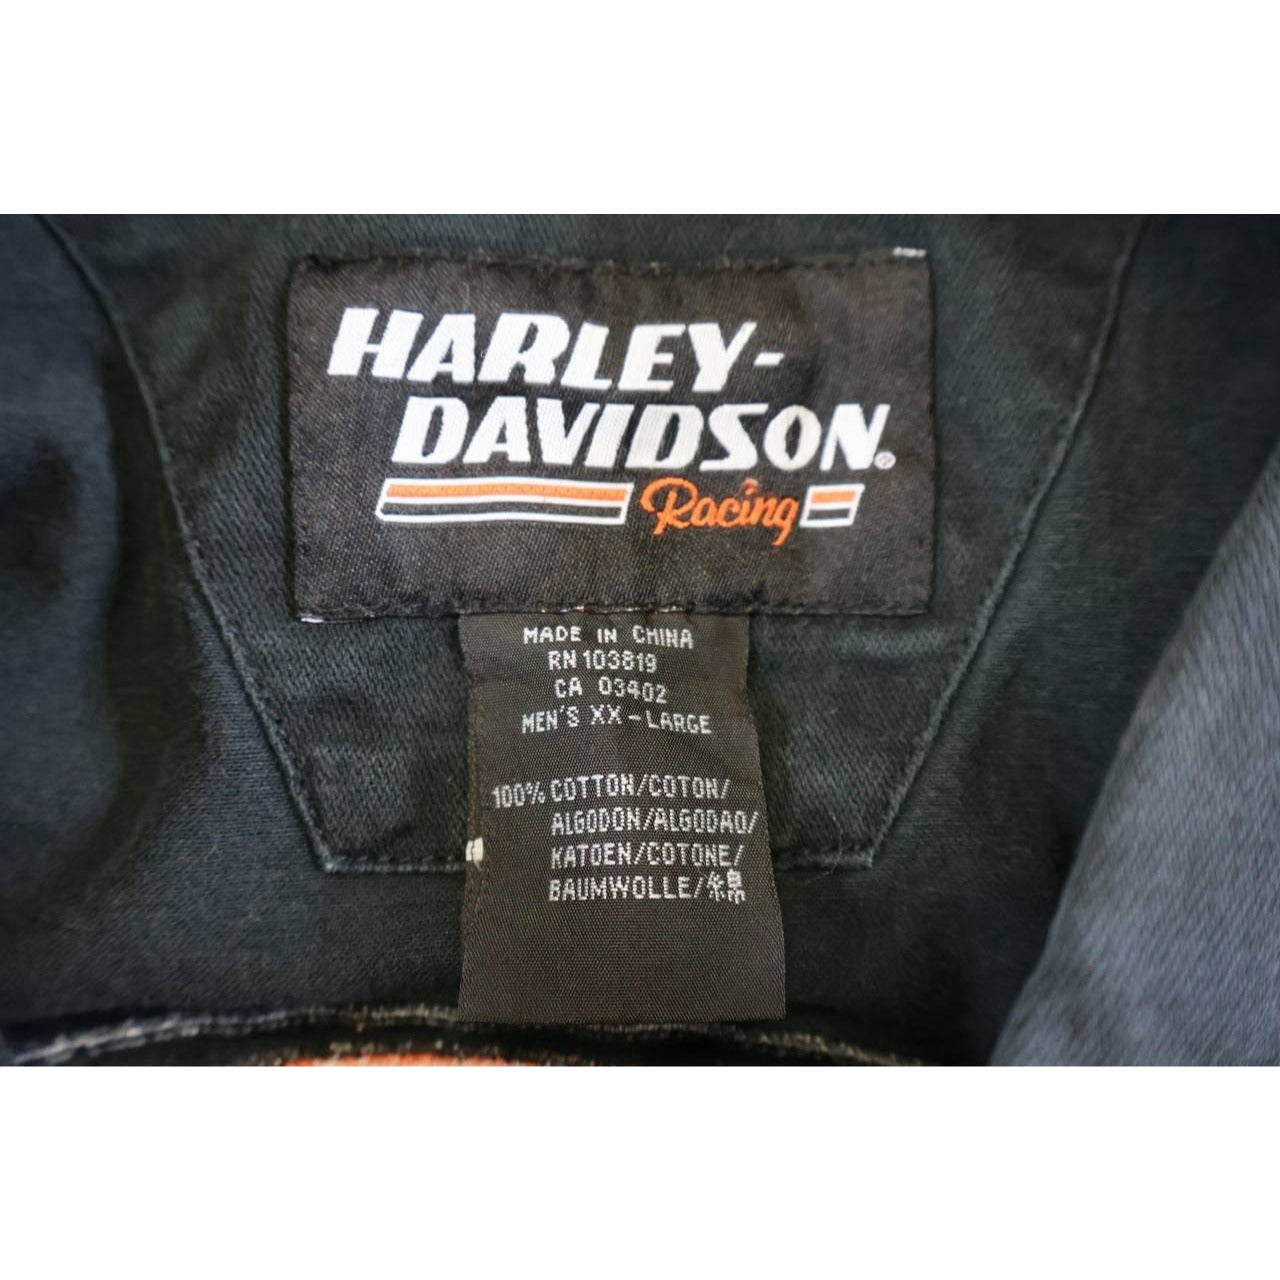 HARLEY-
DAVIDSON®
Racing
MADE IN CHINA
RN 103819
CA 03402
MEN'S XX-LARGE
100% COTTON/COTON/
ALGODON/ALGODAO/
KATOEN/COTONE/
BAUMWOLLE/綿